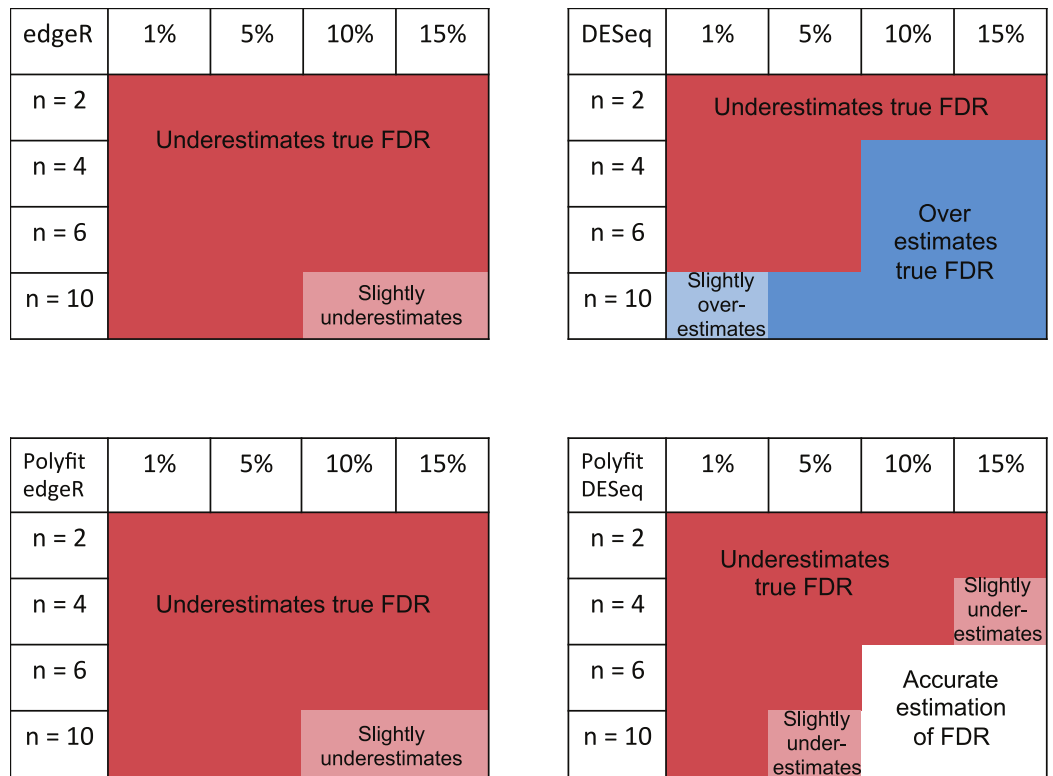 edgeR 1% 5% 10% 15%
n = 2
Underestimates true FDR
n = 4
n = 6
n = 10
Slightly
underestimates
DESeq 1% 5% 10% 15%
n = 2
Underestimates true FDR
n = 4
n = 6
Over
estimates
true FDR
n = 10
Slightly
over-
estimates
Polyfit
edgeR
1% 5% 10% 15%
n = 2
Underestimates true FDR
n = 4
n = 6
n = 10
Slightly
underestimates
Polyfit
DESeq
1% 5% 10% 15%
n = 2
Underestimates
true FDR
n = 4
Slightly
under-
estimates
n = 6
Accurate
estimation
of FDR
n = 10
Slightly
under-
estimates